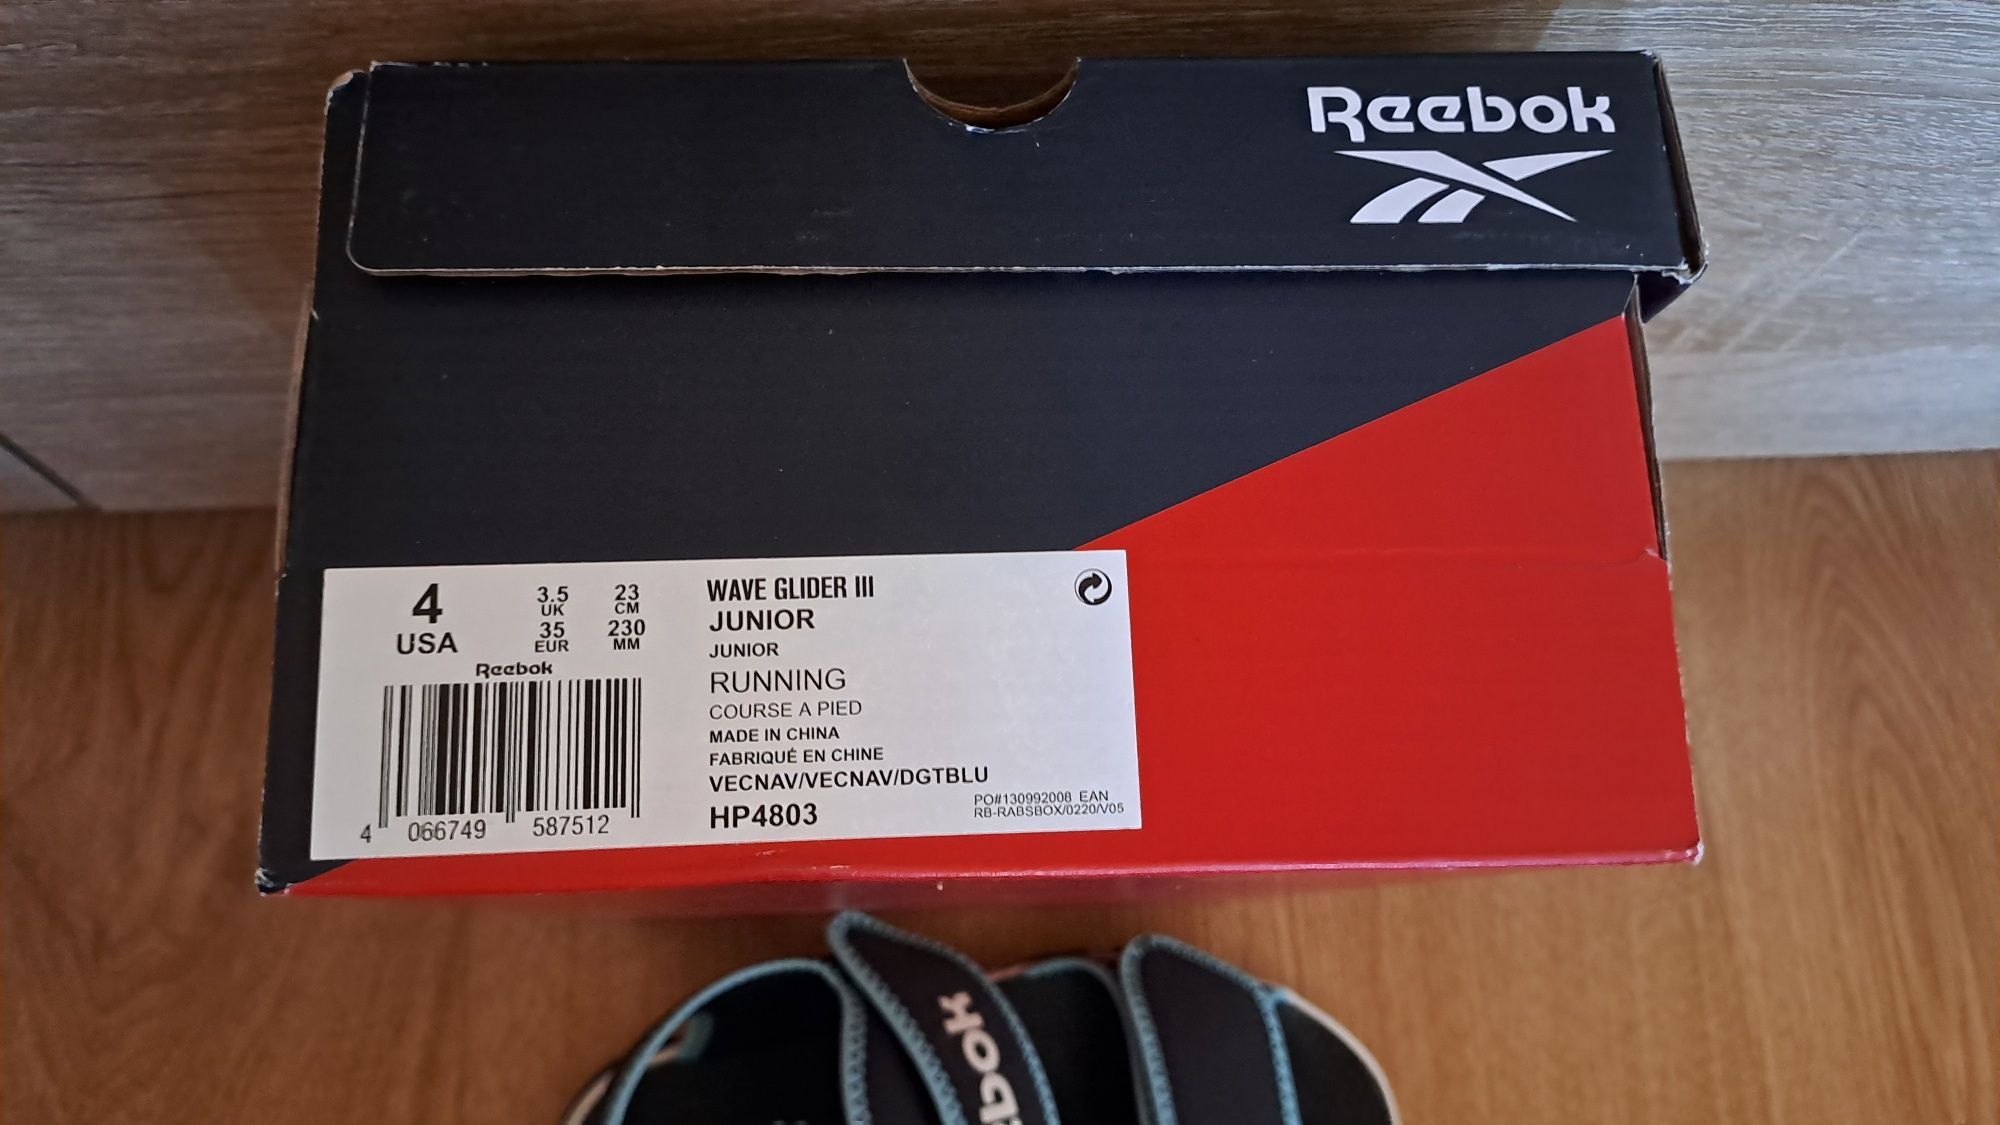 Reebok
4
USA
3.5
UK
35
EUR
23
CM
230
MM
Reebok
4 066749 587512
WAVE GLIDER III
JUNIOR
JUNIOR
RUNNING
COURSE A PIED
MADE IN CHINA
FABRIQUÉ EN CHINE
VECNAV/VECNAV/DGTBLU
HP4803
PO#130992008 EAN
RB-RABSBOX/0220/V05